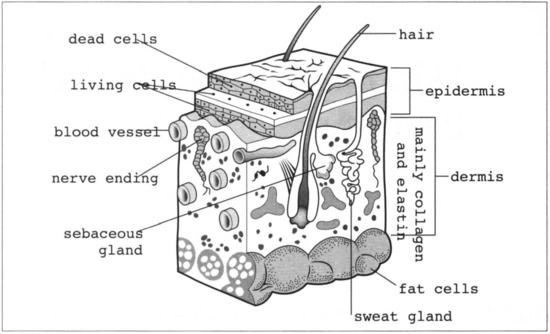 dead cells
living cells
blood vessel
nerve ending
sebaceous
gland
hair
epidermis
mainly collagen
and elastin
dermis
fat cells
sweat gland